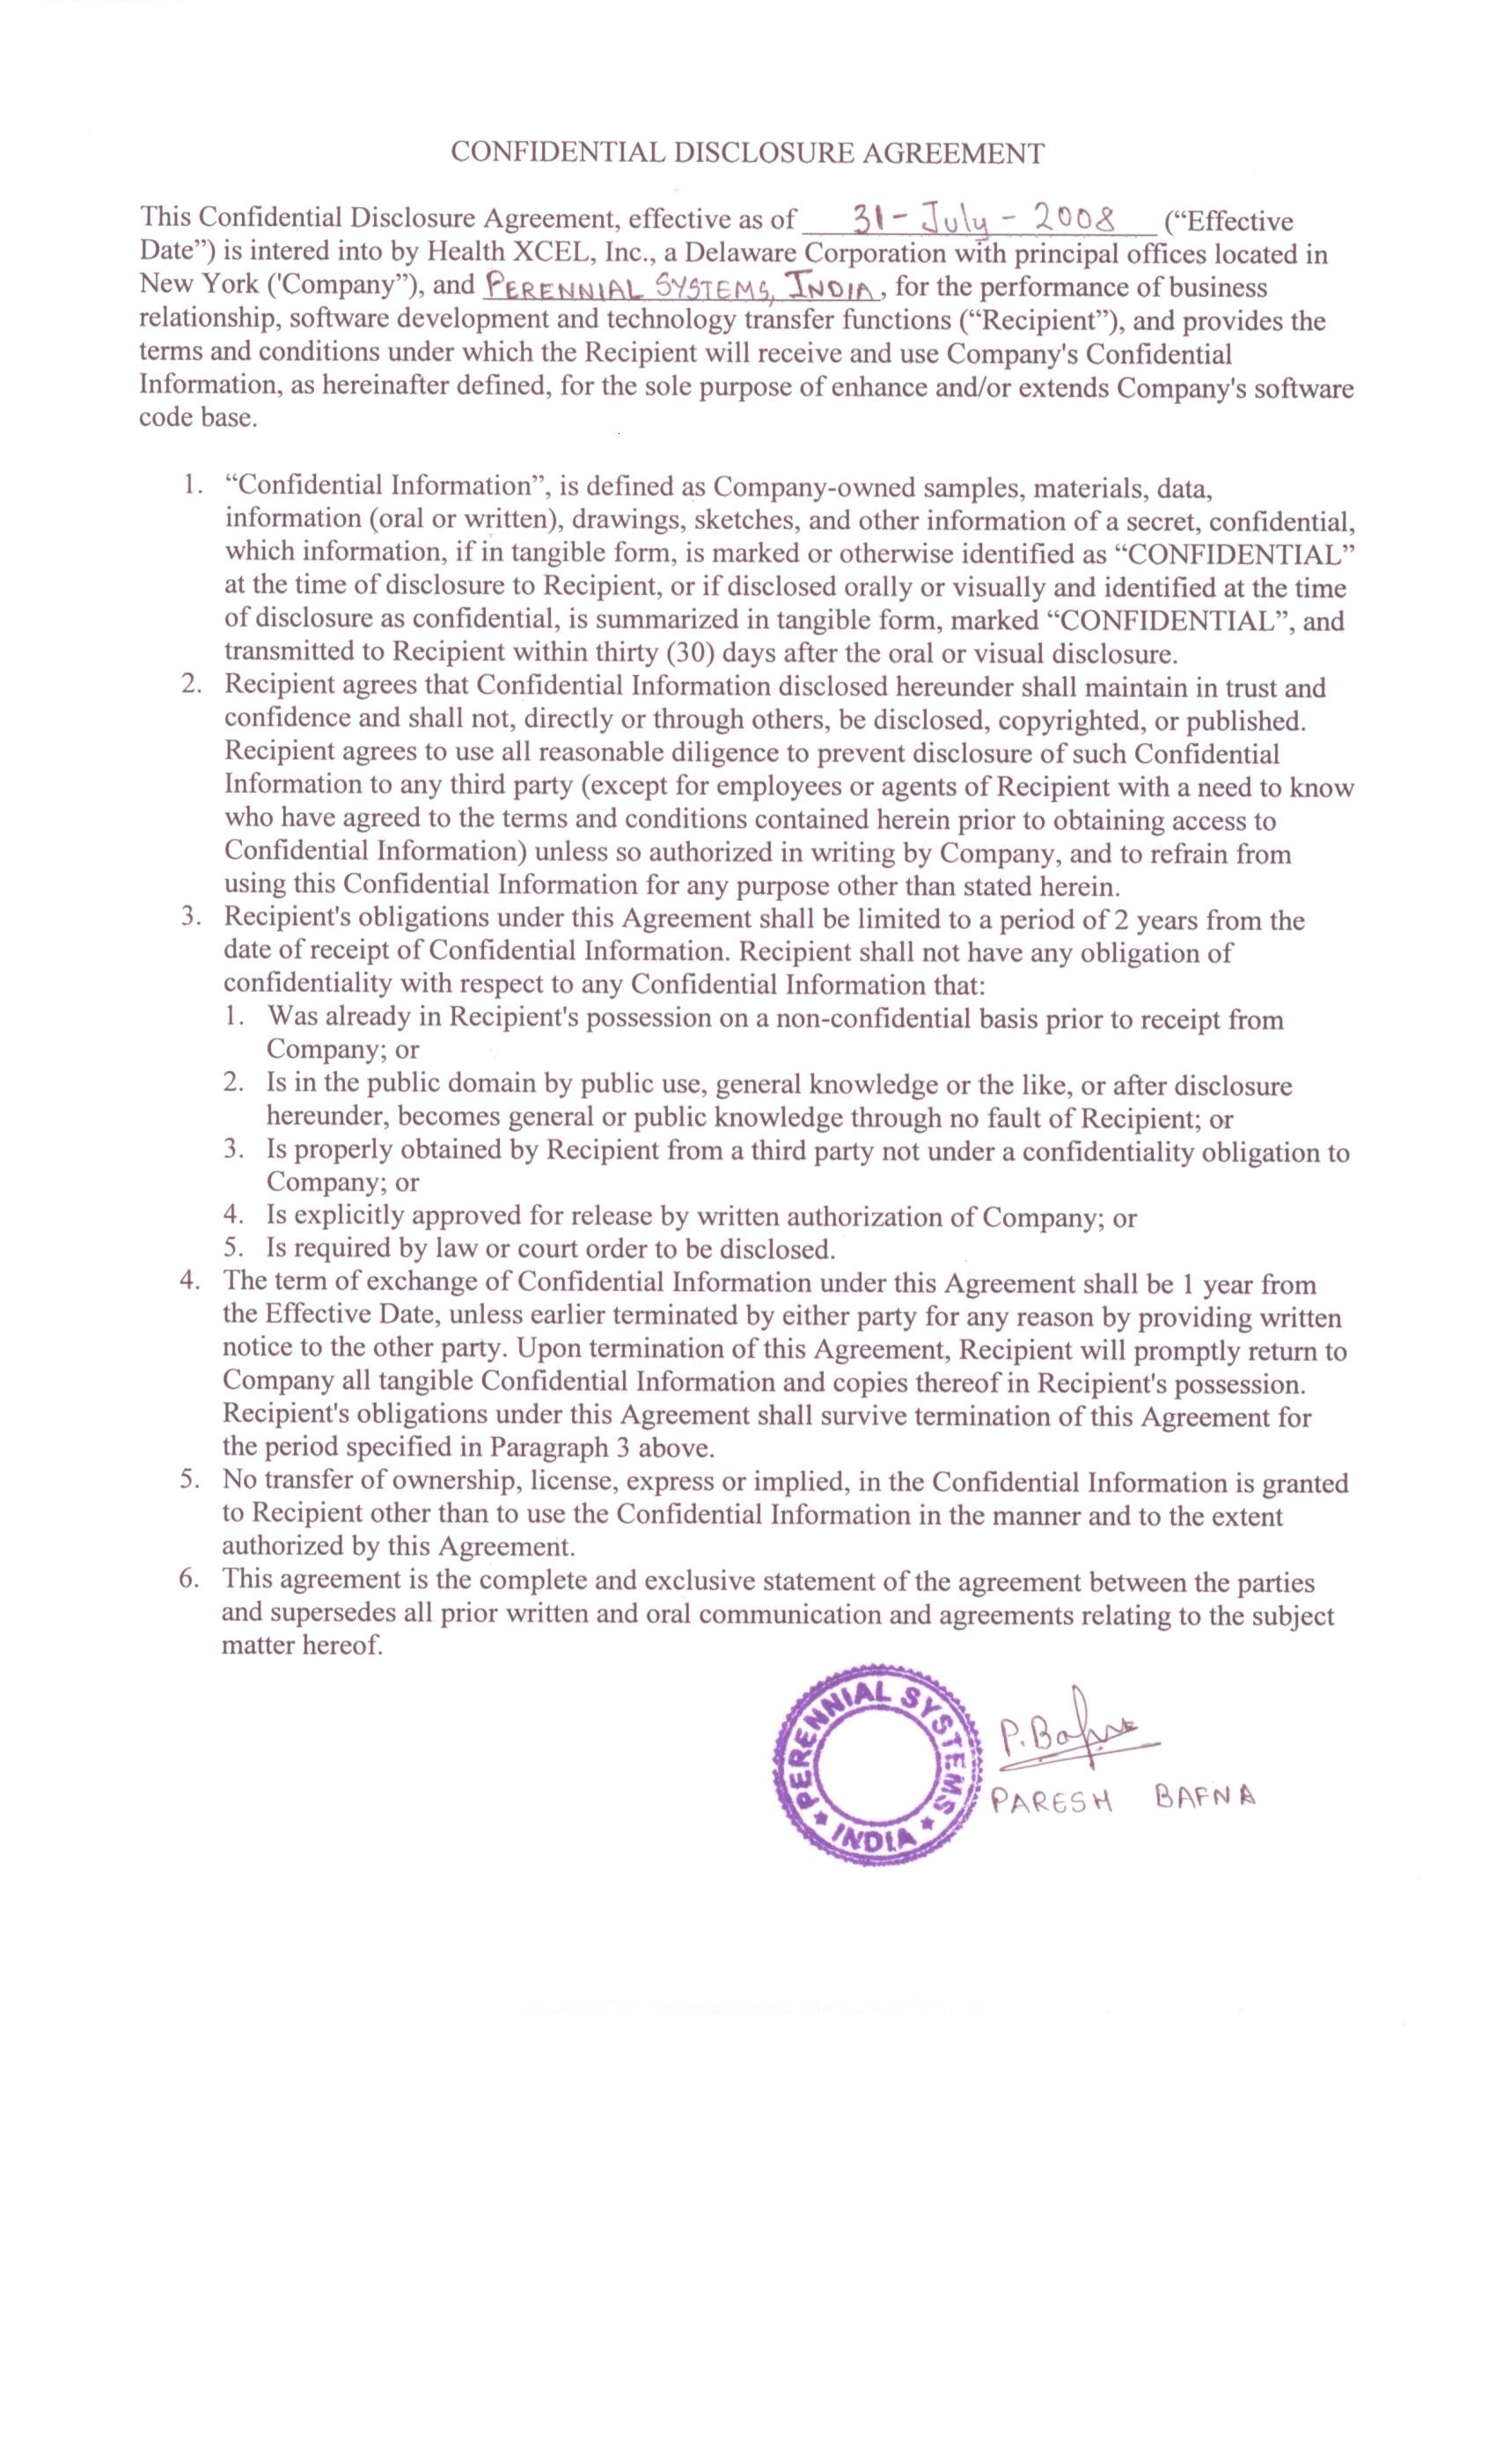 CONFIDENTIAL DISCLOSURE AGREEMENT
This Confidential Disclosure Agreement, effective as of 31 - July - 2008 (“Effective
Date”) is intered into by Health XCEL, Inc., a Delaware Corporation with principal offices located in
New York ('Company”), and PERENNIAL SYSTEMS, INDIA, for the performance of business
relationship, software development and technology transfer functions (“Recipient”), and provides the
terms and conditions under which the Recipient will receive and use Company's Confidential
Information, as hereinafter defined, for the sole purpose of enhance and/or extends Company's software
code base.
1. “Confidential Information”, is defined as Company-owned samples, materials, data,
information (oral or written), drawings, sketches, and other information of a secret, confidential,
which information, if in tangible form, is marked or otherwise identified as “CONFIDENTIAL”
at the time of disclosure to Recipient, or if disclosed orally or visually and identified at the time
of disclosure as confidential, is summarized in tangible form, marked “CONFIDENTIAL”, and
transmitted to Recipient within thirty (30) days after the oral or visual disclosure.
2. Recipient agrees that Confidential Information disclosed hereunder shall maintain in trust and
confidence and shall not, directly or through others, be disclosed, copyrighted, or published.
Recipient agrees to use all reasonable diligence to prevent disclosure of such Confidential
Information to any third party (except for employees or agents of Recipient with a need to know
who have agreed to the terms and conditions contained herein prior to obtaining access to
Confidential Information) unless so authorized in writing by Company, and to refrain from
using this Confidential Information for any purpose other than stated herein.
3. Recipient's obligations under this Agreement shall be limited to a period of 2 years from the
date of receipt of Confidential Information. Recipient shall not have any obligation of
confidentiality with respect to any Confidential Information that:
1. Was already in Recipient's possession on a non-confidential basis prior to receipt from
Company; or
2. Is in the public domain by public use, general knowledge or the like, or after disclosure
hereunder, becomes general or public knowledge through no fault of Recipient; or
3. Is properly obtained by Recipient from a third party not under a confidentiality obligation to
Company; or
4. Is explicitly approved for release by written authorization of Company; or
5. Is required by law or court order to be disclosed.
4. The term of exchange of Confidential Information under this Agreement shall be 1 year from
the Effective Date, unless earlier terminated by either party for any reason by providing written
notice to the other party. Upon termination of this Agreement, Recipient will promptly return to
Company all tangible Confidential Information and copies thereof in Recipient's possession.
Recipient's obligations under this Agreement shall survive termination of this Agreement for
the period specified in Paragraph 3 above.
5. No transfer of ownership, license, express or implied, in the Confidential Information is granted
to Recipient other than to use the Confidential Information in the manner and to the extent
authorized by this Agreement.
6. This agreement is the complete and exclusive statement of the agreement between the parties
and supersedes all prior written and oral communication and agreements relating to the subject
matter hereof.
PERENNIAL SYSTEMS
INDIA
P. Bafna
PARESH BAFNA